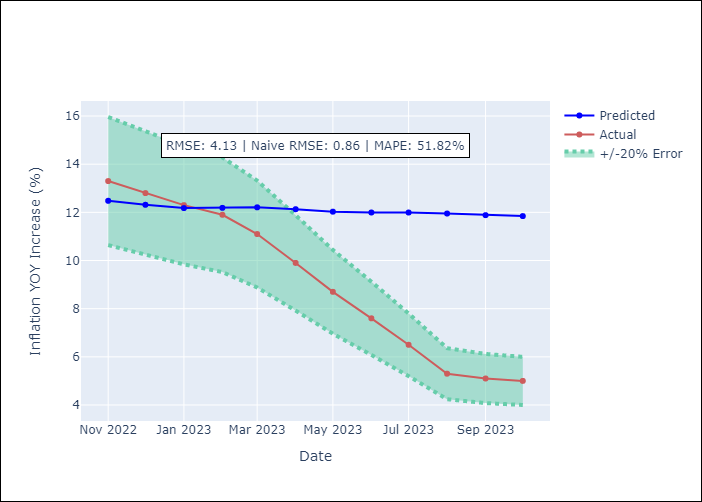 RMSE: 4.13 | Naive RMSE: 0.86 | MAPE: 51.82%
Predicted
Actual
+/-20% Error
Inflation YOY Increase (%)
16
14
12
10
8
6
4
Nov 2022 Jan 2023 Mar 2023 May 2023 Jul 2023 Sep 2023
Date